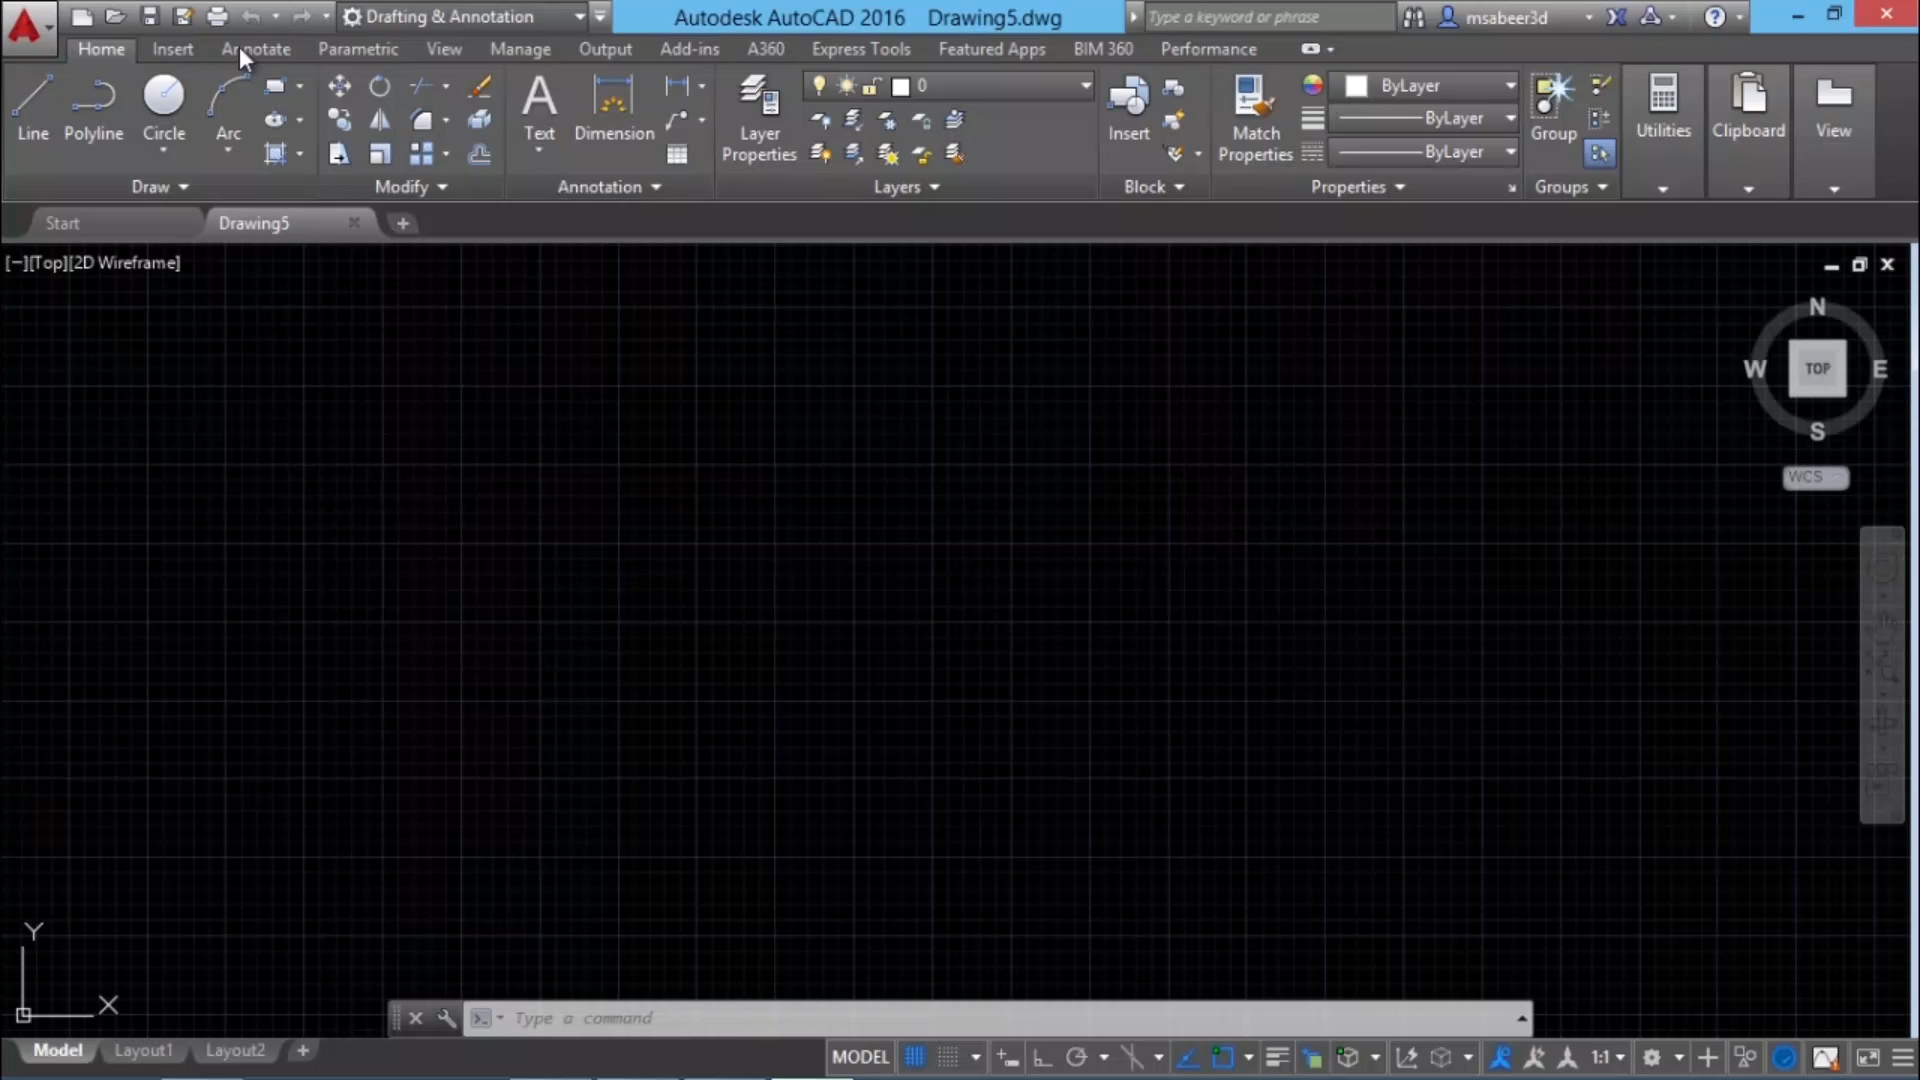 Drafting & Annotation
Autodesk AutoCAD 2016 Drawing5.dwg
Type a keyword or phrase
msabeer3d
Home Insert Annotate Parametric View Manage Output Add-ins A360 Express Tools Featured Apps BIM 360 Performance
0
ByLayer
ByLayer
ByLayer
Line Polyline Circle Arc Text Dimension Layer Properties Insert Match Properties Group Utilities Clipboard View
Draw Modify Annotation Layers Block Properties Groups
Start Drawing5
[−][Top][2D Wireframe]
N
W TOP E
S
WCS
Y
X
Type a command
Model Layout1 Layout2
MODEL 1:1